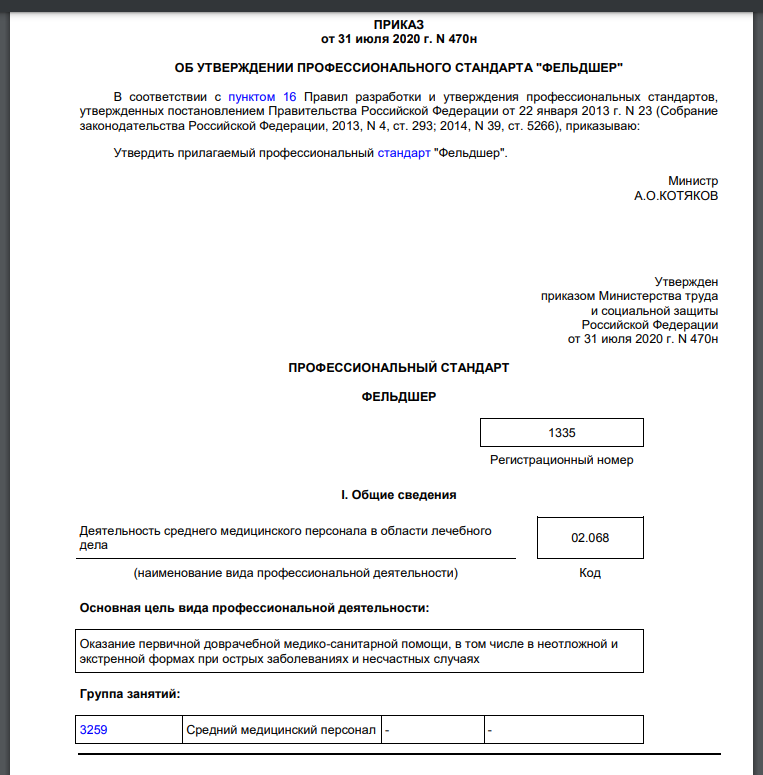 ПРИКАЗ
от 31 июля 2020 г. N 470н
ОБ УТВЕРЖДЕНИИ ПРОФЕССИОНАЛЬНОГО СТАНДАРТА "ФЕЛЬДШЕР"
В соответствии с пунктом 16 Правил разработки и утверждения профессиональных стандартов,
утвержденных постановлением Правительства Российской Федерации от 22 января 2013 г. N 23 (Собрание
законодательства Российской Федерации, 2013, N 4, ст. 293; 2014, N 39, ст. 5266), приказываю:
Утвердить прилагаемый профессиональный стандарт "Фельдшер".
Министр
А.О.КОТЯКОВ
Утвержден
приказом Министерства труда
и социальной защиты
Российской Федерации
от 31 июля 2020 г. N 470н
ПРОФЕССИОНАЛЬНЫЙ СТАНДАРТ
ФЕЛЬДШЕР
1335
Регистрационный номер
I. Общие сведения
Деятельность среднего медицинского персонала в области лечебного
дела
02.068
(наименование вида профессиональной деятельности)
Код
Основная цель вида профессиональной деятельности:
Оказание первичной доврачебной медико-санитарной помощи, в том числе в неотложной и
экстренной формах при острых заболеваниях и несчастных случаях
Группа занятий:
3259 Средний медицинский персонал - -